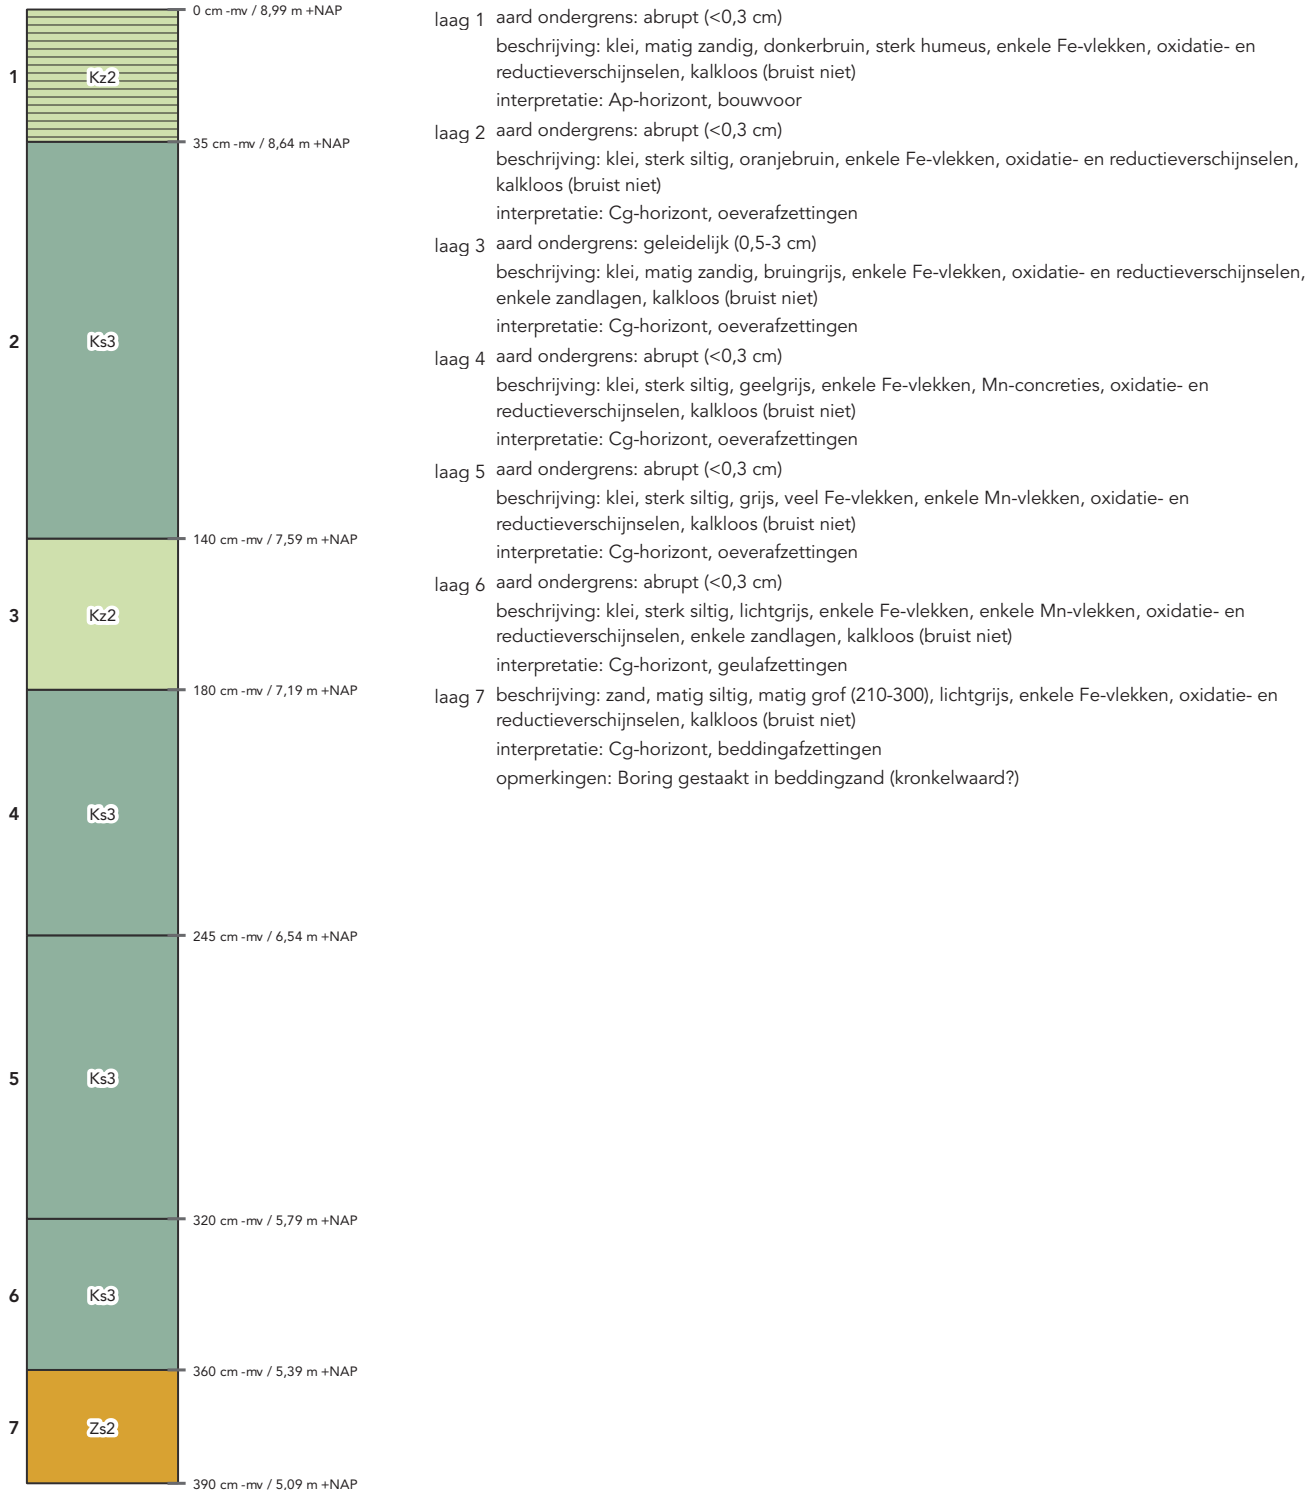 0 cm -mv / 8,99 m +NAP
1
Kz2
35 cm -mv / 8,64 m +NAP
2
Ks3
140 cm -mv / 7,59 m +NAP
3
Kz2
180 cm -mv / 7,19 m +NAP
4
Ks3
245 cm -mv / 6,54 m +NAP
5
Ks3
320 cm -mv / 5,79 m +NAP
6
Ks3
360 cm -mv / 5,39 m +NAP
7
Zs2
390 cm -mv / 5,09 m +NAP
laag 1 aard ondergrens: abrupt (<0,3 cm)
beschrijving: klei, matig zandig, donkerbruin, sterk humeus, enkele Fe-vlekken, oxidatie- en
reductieverschijnselen, kalkloos (bruist niet)
interpretatie: Ap-horizont, bouwvoor
laag 2 aard ondergrens: abrupt (<0,3 cm)
beschrijving: klei, sterk siltig, oranjebruin, enkele Fe-vlekken, oxidatie- en reductieverschijnselen,
kalkloos (bruist niet)
interpretatie: Cg-horizont, oeverafzettingen
laag 3 aard ondergrens: geleidelijk (0,5-3 cm)
beschrijving: klei, matig zandig, bruingrijs, enkele Fe-vlekken, oxidatie- en reductieverschijnselen,
enkele zandlagen, kalkloos (bruist niet)
interpretatie: Cg-horizont, oeverafzettingen
laag 4 aard ondergrens: abrupt (<0,3 cm)
beschrijving: klei, sterk siltig, geelgrijs, enkele Fe-vlekken, Mn-concreties, oxidatie- en
reductieverschijnselen, kalkloos (bruist niet)
interpretatie: Cg-horizont, oeverafzettingen
laag 5 aard ondergrens: abrupt (<0,3 cm)
beschrijving: klei, sterk siltig, grijs, veel Fe-vlekken, enkele Mn-vlekken, oxidatie- en
reductieverschijnselen, kalkloos (bruist niet)
interpretatie: Cg-horizont, oeverafzettingen
laag 6 aard ondergrens: abrupt (<0,3 cm)
beschrijving: klei, sterk siltig, lichtgrijs, enkele Fe-vlekken, enkele Mn-vlekken, oxidatie- en
reductieverschijnselen, enkele zandlagen, kalkloos (bruist niet)
interpretatie: Cg-horizont, geulafzettingen
laag 7 beschrijving: zand, matig siltig, matig grof (210-300), lichtgrijs, enkele Fe-vlekken, oxidatie- en
reductieverschijnselen, kalkloos (bruist niet)
interpretatie: Cg-horizont, beddingafzettingen
opmerkingen: Boring gestaakt in beddingzand (kronkelwaard?)